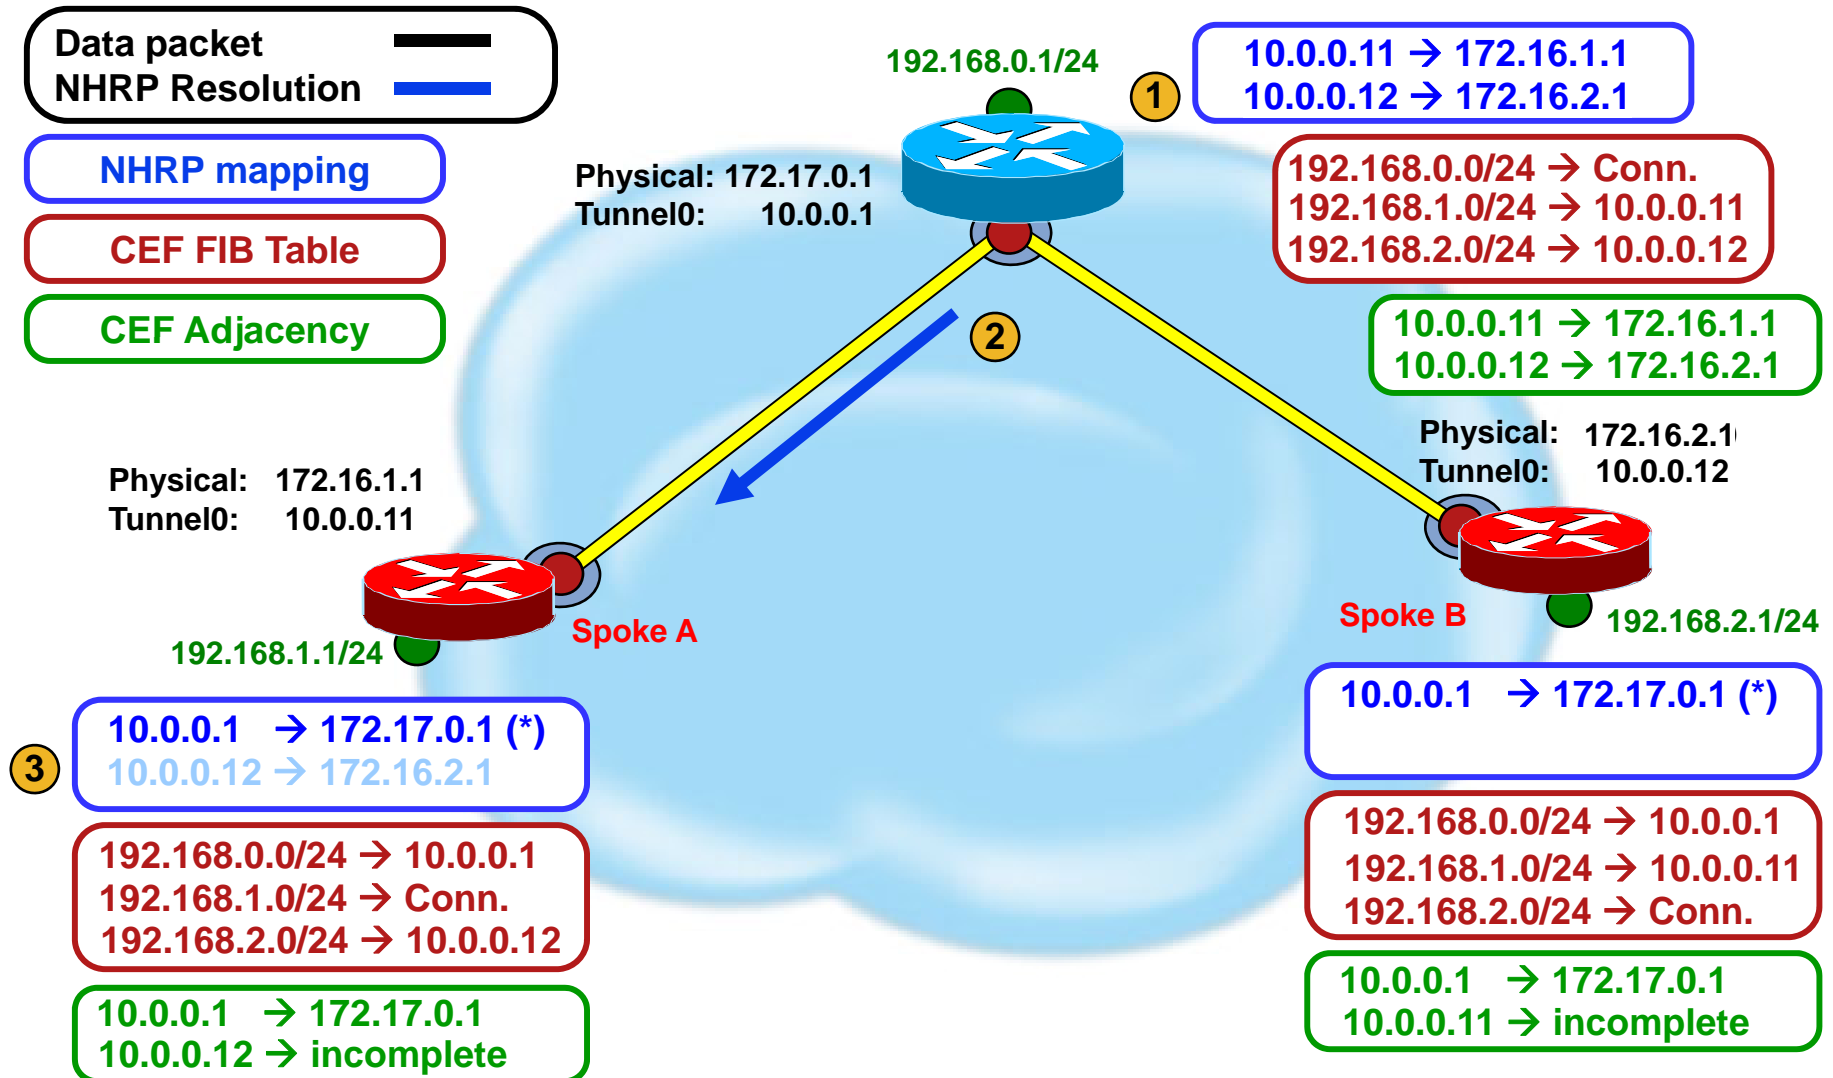 Data packet
NHRP Resolution
NHRP mapping
CEF FIB Table
CEF Adjacency
192.168.0.1/24
1
10.0.0.11 → 172.16.1.1
10.0.0.12 → 172.16.2.1
192.168.0.0/24 → Conn.
192.168.1.0/24 → 10.0.0.11
192.168.2.0/24 → 10.0.0.12
10.0.0.11 → 172.16.1.1
10.0.0.12 → 172.16.2.1
Physical: 172.17.0.1
Tunnel0: 10.0.0.1
2
Physical: 172.16.2.1
Tunnel0: 10.0.0.12
Physical: 172.16.1.1
Tunnel0: 10.0.0.11
Spoke A
192.168.1.1/24
Spoke B
192.168.2.1/24
3
10.0.0.1 → 172.17.0.1 (*)
10.0.0.12 → 172.16.2.1
192.168.0.0/24 → 10.0.0.1
192.168.1.0/24 → Conn.
192.168.2.0/24 → 10.0.0.12
10.0.0.1 → 172.17.0.1
10.0.0.12 → incomplete
10.0.0.1 → 172.17.0.1 (*)
192.168.0.0/24 → 10.0.0.1
192.168.1.0/24 → 10.0.0.11
192.168.2.0/24 → Conn.
10.0.0.1 → 172.17.0.1
10.0.0.11 → incomplete